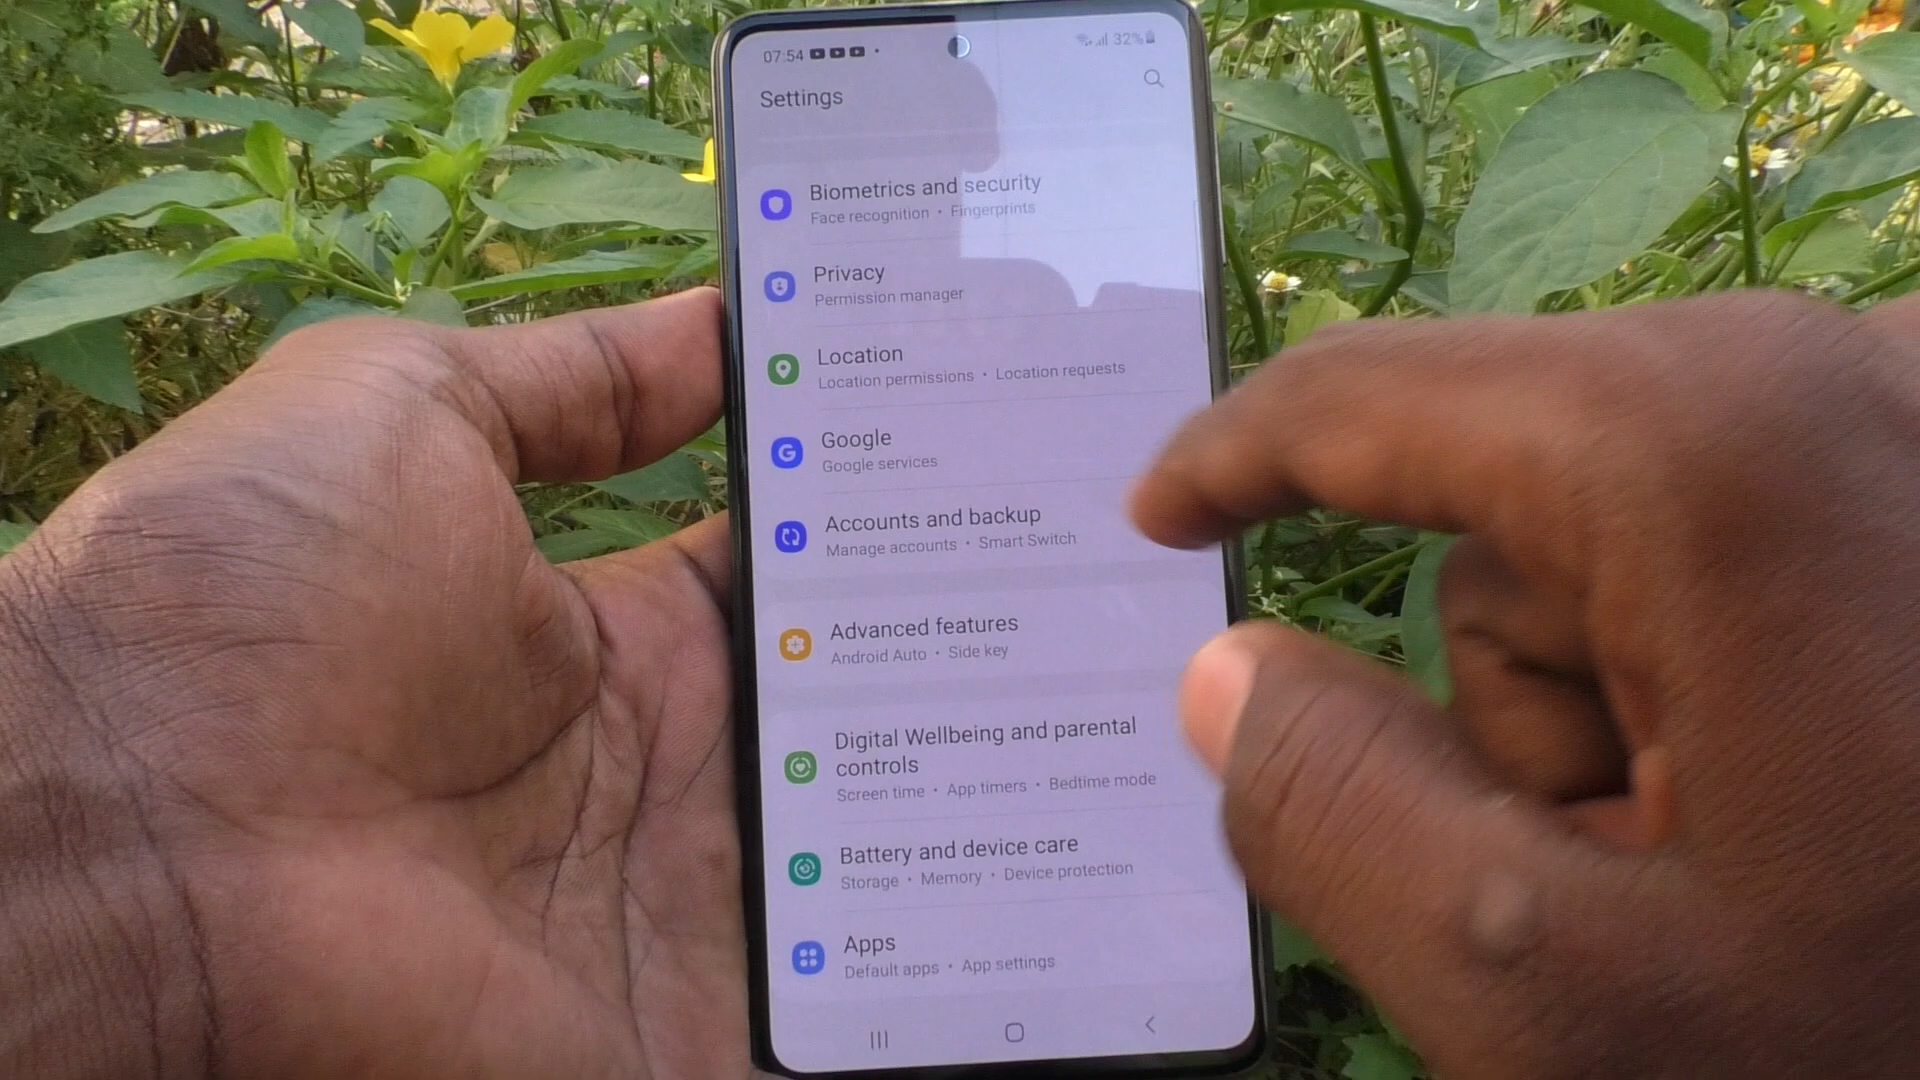 07:54
32%
Settings
Biometrics and security
Face recognition • Fingerprints
Privacy
Permission manager
Location
Location permissions • Location requests
Google
Google services
Accounts and backup
Manage accounts • Smart Switch
Advanced features
Android Auto • Side key
Digital Wellbeing and parental
controls
Screen time • App timers • Bedtime mode
Battery and device care
Storage • Memory • Device protection
Apps
Default apps • App settings